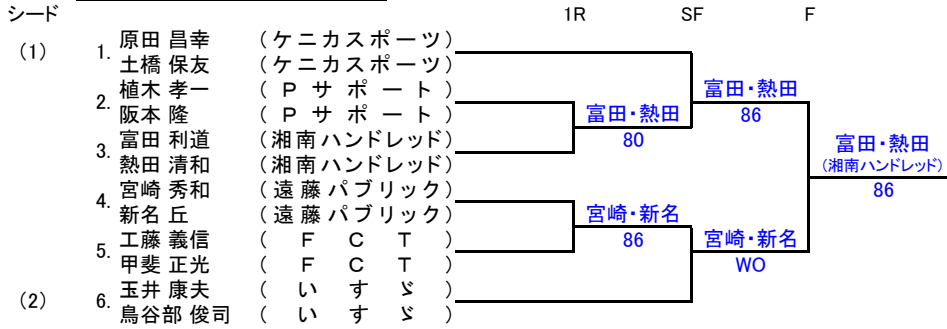 シード 1R SF F
(1) 1. 原田 昌幸 (ケニカスポーツ)
土橋 保友 (ケニカスポーツ)
2. 植木 孝一 (Pサポート)
阪本 隆 (Pサポート)
3. 富田 利道 (湘南ハンドレッド)
熱田 清和 (湘南ハンドレッド)
4. 宮崎 秀和 (遠藤パブリック)
新名 丘 (遠藤パブリック)
5. 工藤 義信 (FCT)
甲斐 正光 (FCT)
(2) 6. 玉井 康夫 (いすゞ)
鳥谷部 俊司 (いすゞ)
富田・熱田
80
宮崎・新名
86
富田・熱田
86
宮崎・新名
WO
富田・熱田
(湘南ハンドレッド)
86